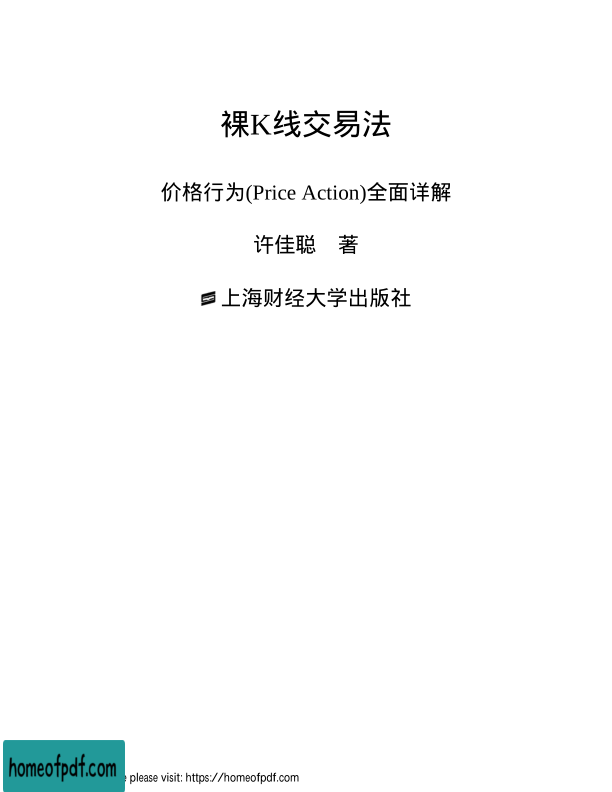 裸K线交易法
价格行为(Price Action)全面详解
许佳聪 著
上海财经大学出版社
homeofpdf.com
please visit: https://homeofpdf.com